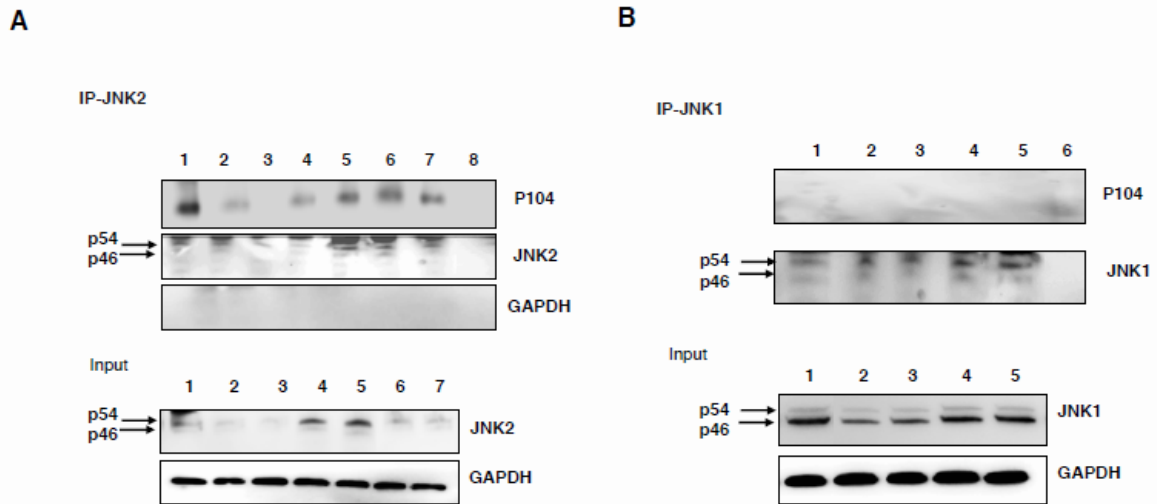 A
IP-JNK2
1 2 3 4 5 6 7 8
P104
p54
p46
JNK2
GAPDH
Input
1 2 3 4 5 6 7
p54
p46
JNK2
GAPDH
B
IP-JNK1
1 2 3 4 5 6
P104
p54
p46
JNK1
Input
1 2 3 4 5
p54
p46
JNK1
GAPDH